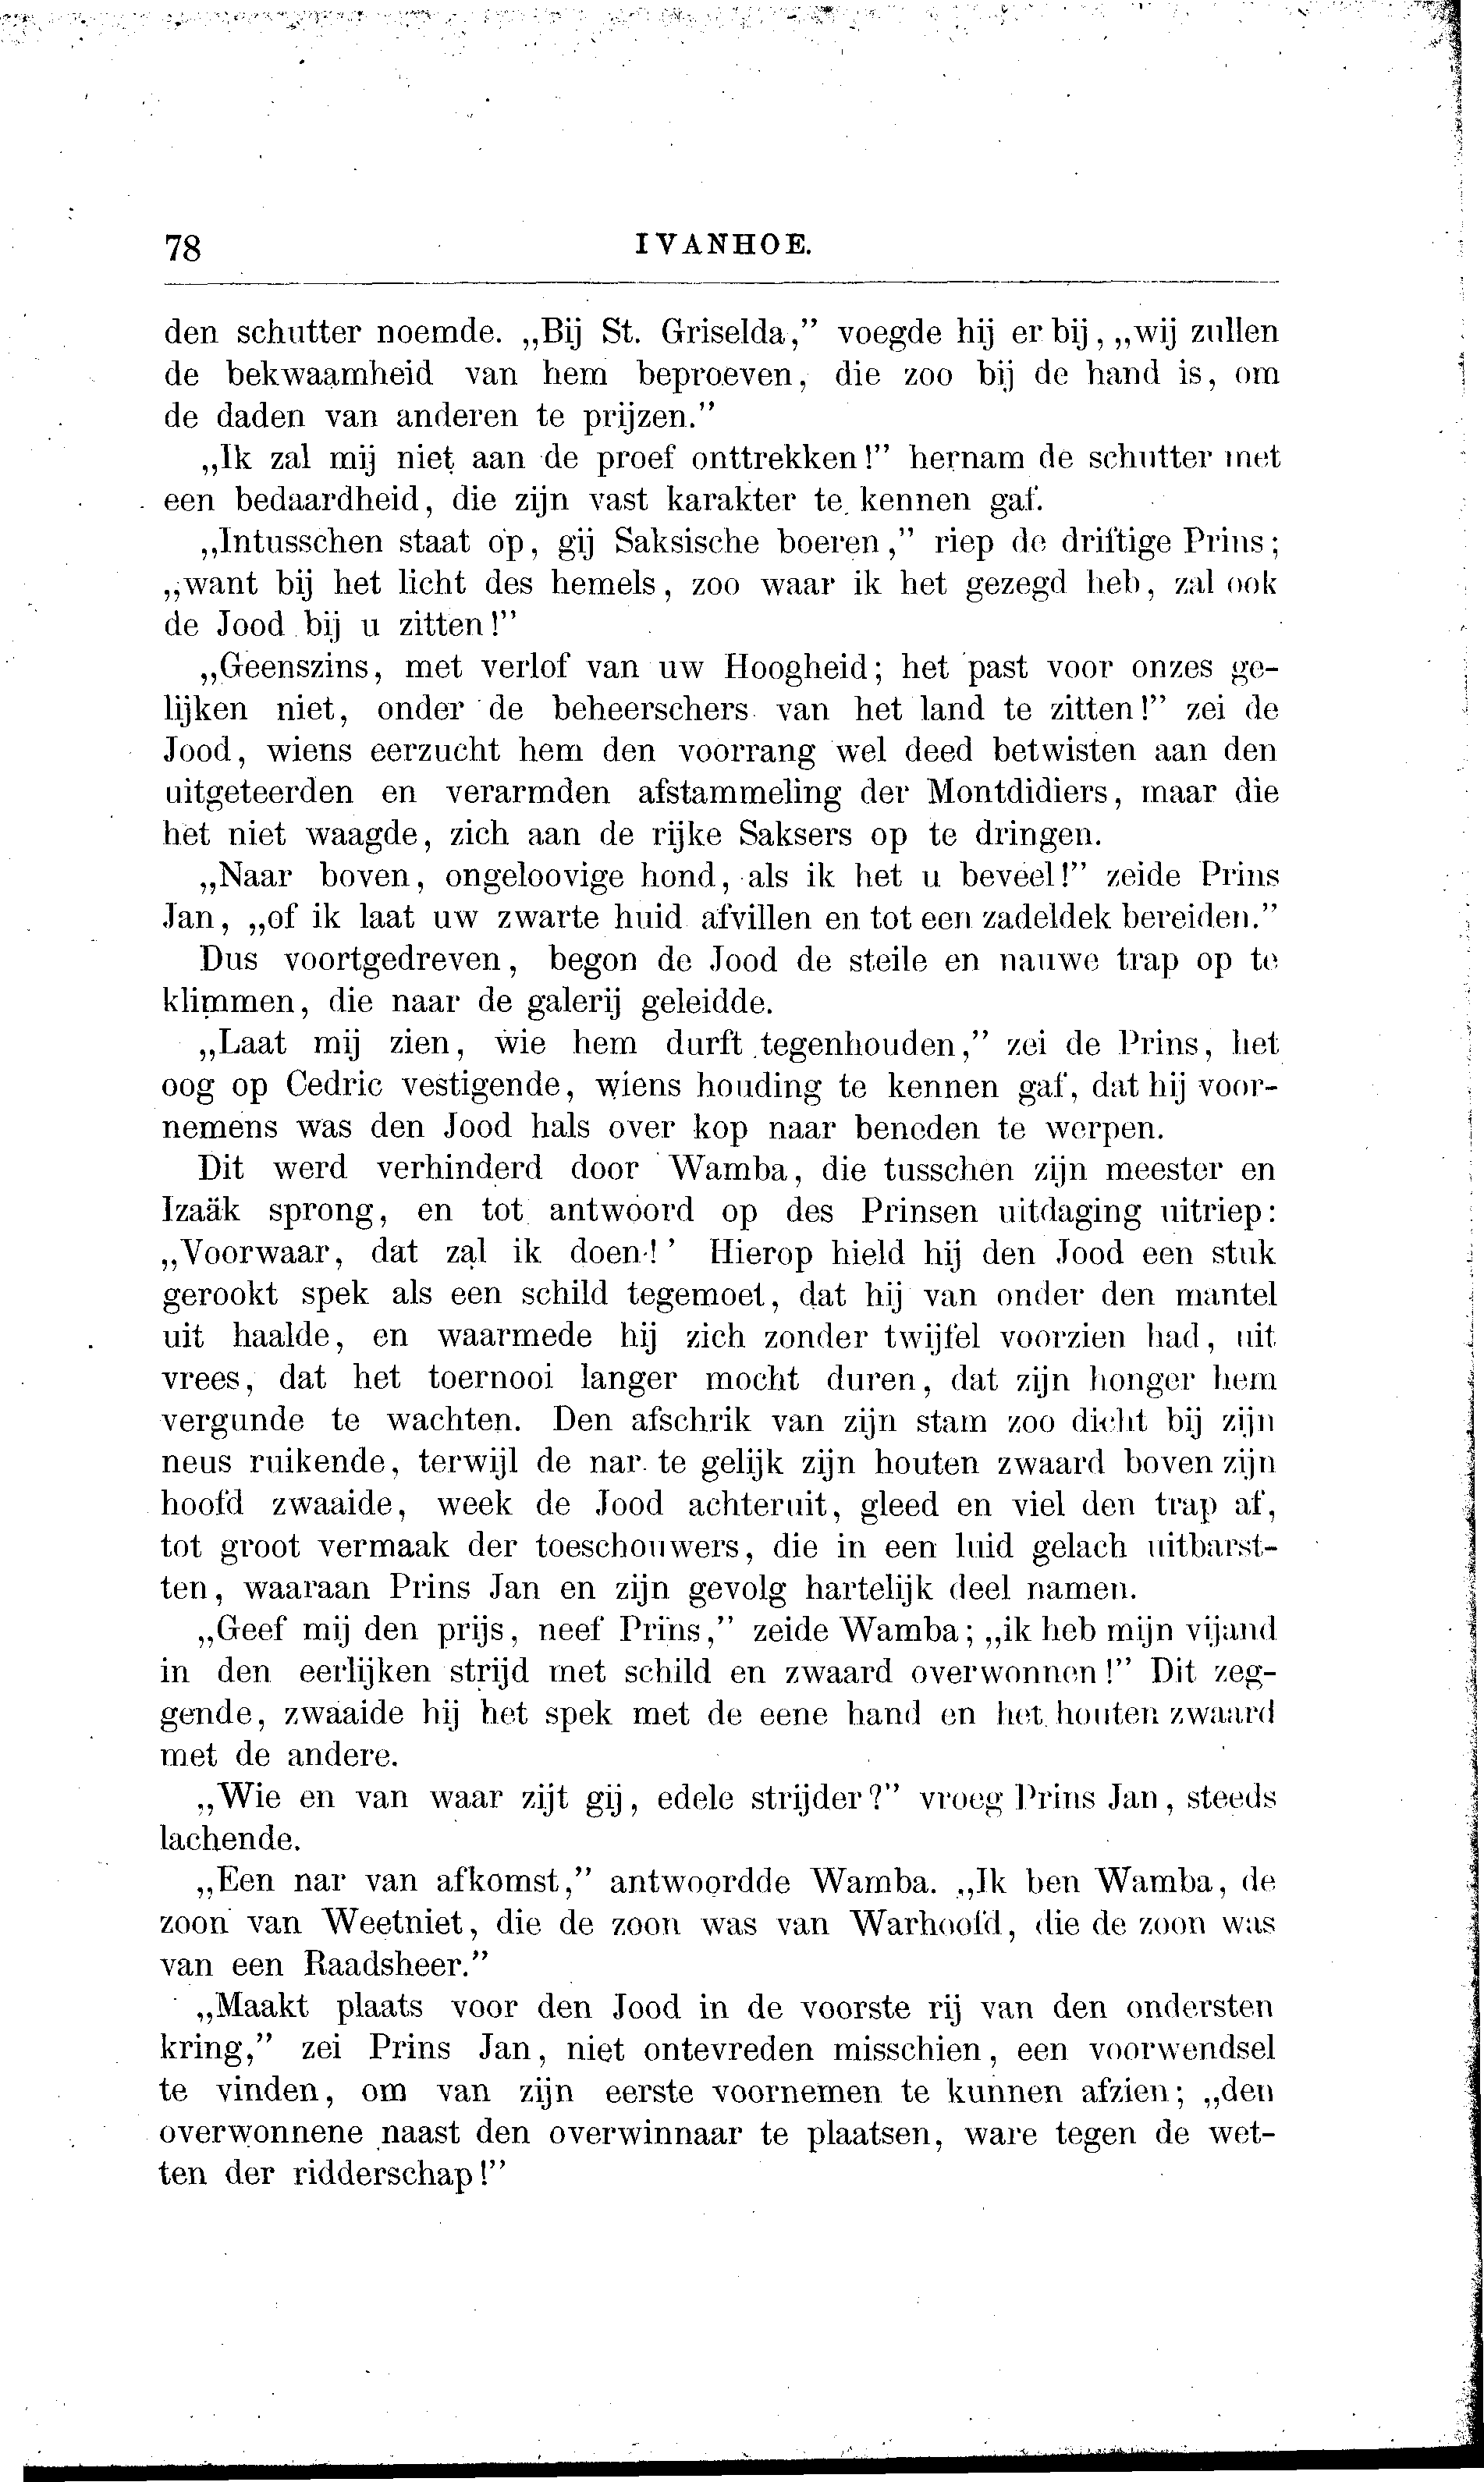 78
IVANHOE.
den schutter noemde. „Bij St. Griselda,” voegde hij er bij, „wij zullen
de bekwaamheid van hem beproeven, die zoo bij de hand is, om
de daden van anderen te prijzen.”
„Ik zal mij niet aan de proef onttrekken!” hernam de schutter met
een bedaardheid, die zijn vast karakter te kennen gaf.
„Intusschen staat op, gij Saksische boeren,” riep de driftige Prins;
„want bij het licht des hemels, zoo waar ik het gezegd heb, zal ook
de Jood bij u zitten!”
„Geenszins, met verlof van uw Hoogheid; het past voor onzes ge-
lijken niet, onder de beheerschers van het land te zitten!” zei de
Jood, wiens eerzucht hem den voorrang wel deed betwisten aan den
uitgeteerden en verarmden afstammeling der Montdidiers, maar die
het niet waagde, zich aan de rijke Saksers op te dringen.
„Naar boven, ongeloovige hond, als ik het u beveel!” zeide Prins
Jan, „of ik laat uw zwarte huid afvillen en tot een zadeldek bereiden.”
Dus voortgedreven, begon de Jood de steile en nauwe trap op te
klimmen, die naar de galerij geleidde.
„Laat mij zien, wie hem durft tegenhouden,” zei de Prins, het
oog op Cedric vestigende, wiens houding te kennen gaf, dat hij voor-
nemens was den Jood hals over kop naar beneden te werpen.
Dit werd verhinderd door Wamba, die tusschen zijn meester en
Izaäk sprong, en tot antwoord op des Prinsen uitdaging uitriep:
„Voorwaar, dat zal ik doen!’ Hierop hield hij den Jood een stuk
gerookt spek als een schild tegemoet, dat hij van onder den mantel
uit haalde, en waarmede hij zich zonder twijfel voorzien had, uit
vrees, dat het toernooi langer mocht duren, dat zijn honger hem
vergunde te wachten. Den afschrik van zijn stam zoo dicht bij zijn
neus ruikende, terwijl de nar te gelijk zijn houten zwaard boven zijn
hoofd zwaaide, week de Jood achteruit, gleed en viel den trap af,
tot groot vermaak der toeschouwers, die in een luid gelach uitbarst-
ten, waaraan Prins Jan en zijn gevolg hartelijk deel namen.
„Geef mij den prijs, neef Prins,” zeide Wamba; „ik heb mijn vijand
in den eerlijken strijd met schild en zwaard overwonnen!” Dit zeg-
gende, zwaaide hij het spek met de eene hand en het houten zwaard
met de andere.
„Wie en van waar zijt gij, edele strijder?” vroeg Prins Jan, steeds
lachende.
„Een nar van afkomst,” antwoordde Wamba. „Ik ben Wamba, de
zoon van Weetniet, die de zoon was van Warhoofd, die de zoon was
van een Raadsheer.”
„Maakt plaats voor den Jood in de voorste rij van den ondersten
kring,” zei Prins Jan, niet ontevreden misschien, een voorwendsel
te vinden, om van zijn eerste voornemen te kunnen afzien; „den
overwonnene naast den overwinnaar te plaatsen, ware tegen de wet-
ten der ridderschap!”